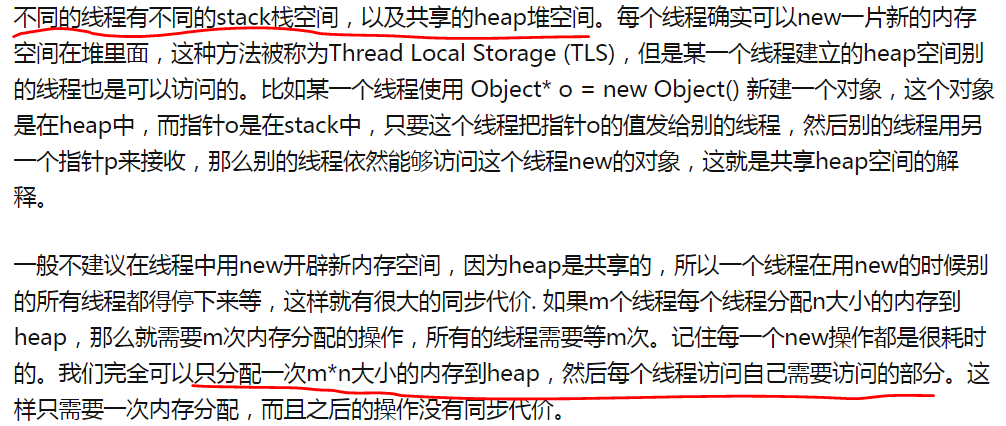 不同的线程有不同的stack栈空间，以及共享的heap堆空间。每个线程确实可以new一片新的内存
空间在堆里面，这种方法被称为Thread Local Storage (TLS)，但是某一个线程建立的heap空间别
的线程也是可以访问的。比如某一个线程使用 Object* o = new Object() 新建一个对象，这个对象
是在heap中，而指针o是在stack中，只要这个线程把指针o的值发给别的线程，然后别的线程用另
一个指针p来接收，那么别的线程依然能够访问这个线程new的对象，这就是共享heap空间的解
释。
一般不建议在线程中用new开辟新内存空间，因为heap是共享的，所以一个线程在用new的时候别
的所有线程都得停下来等，这样就有很大的同步代价. 如果m个线程每个线程分配n大小的内存到
heap，那么就需要m次内存分配的操作，所有的线程需要等m次。记住每一个new操作都是很耗时
的。我们完全可以只分配一次m*n大小的内存到heap，然后每个线程访问自己需要访问的部分。这
样只需要一次内存分配，而且之后的操作没有同步代价。